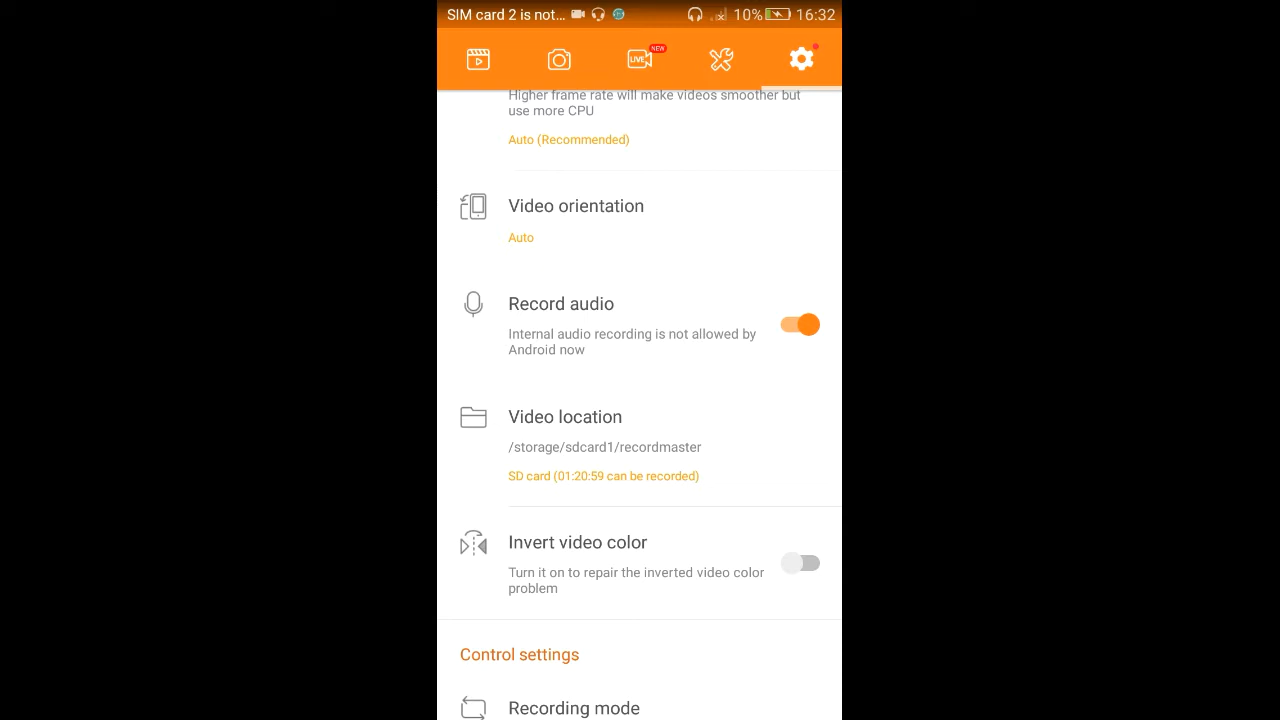 SIM card 2 is not...
10%
16:32
LIVE
NEW
Higher frame rate will make videos smoother but
use more CPU
Auto (Recommended)
Video orientation
Auto
Record audio
Internal audio recording is not allowed by
Android now
Video location
/storage/sdcard1/recordmaster
SD card (01:20:59 can be recorded)
Invert video color
Turn it on to repair the inverted video color
problem
Control settings
Recording mode